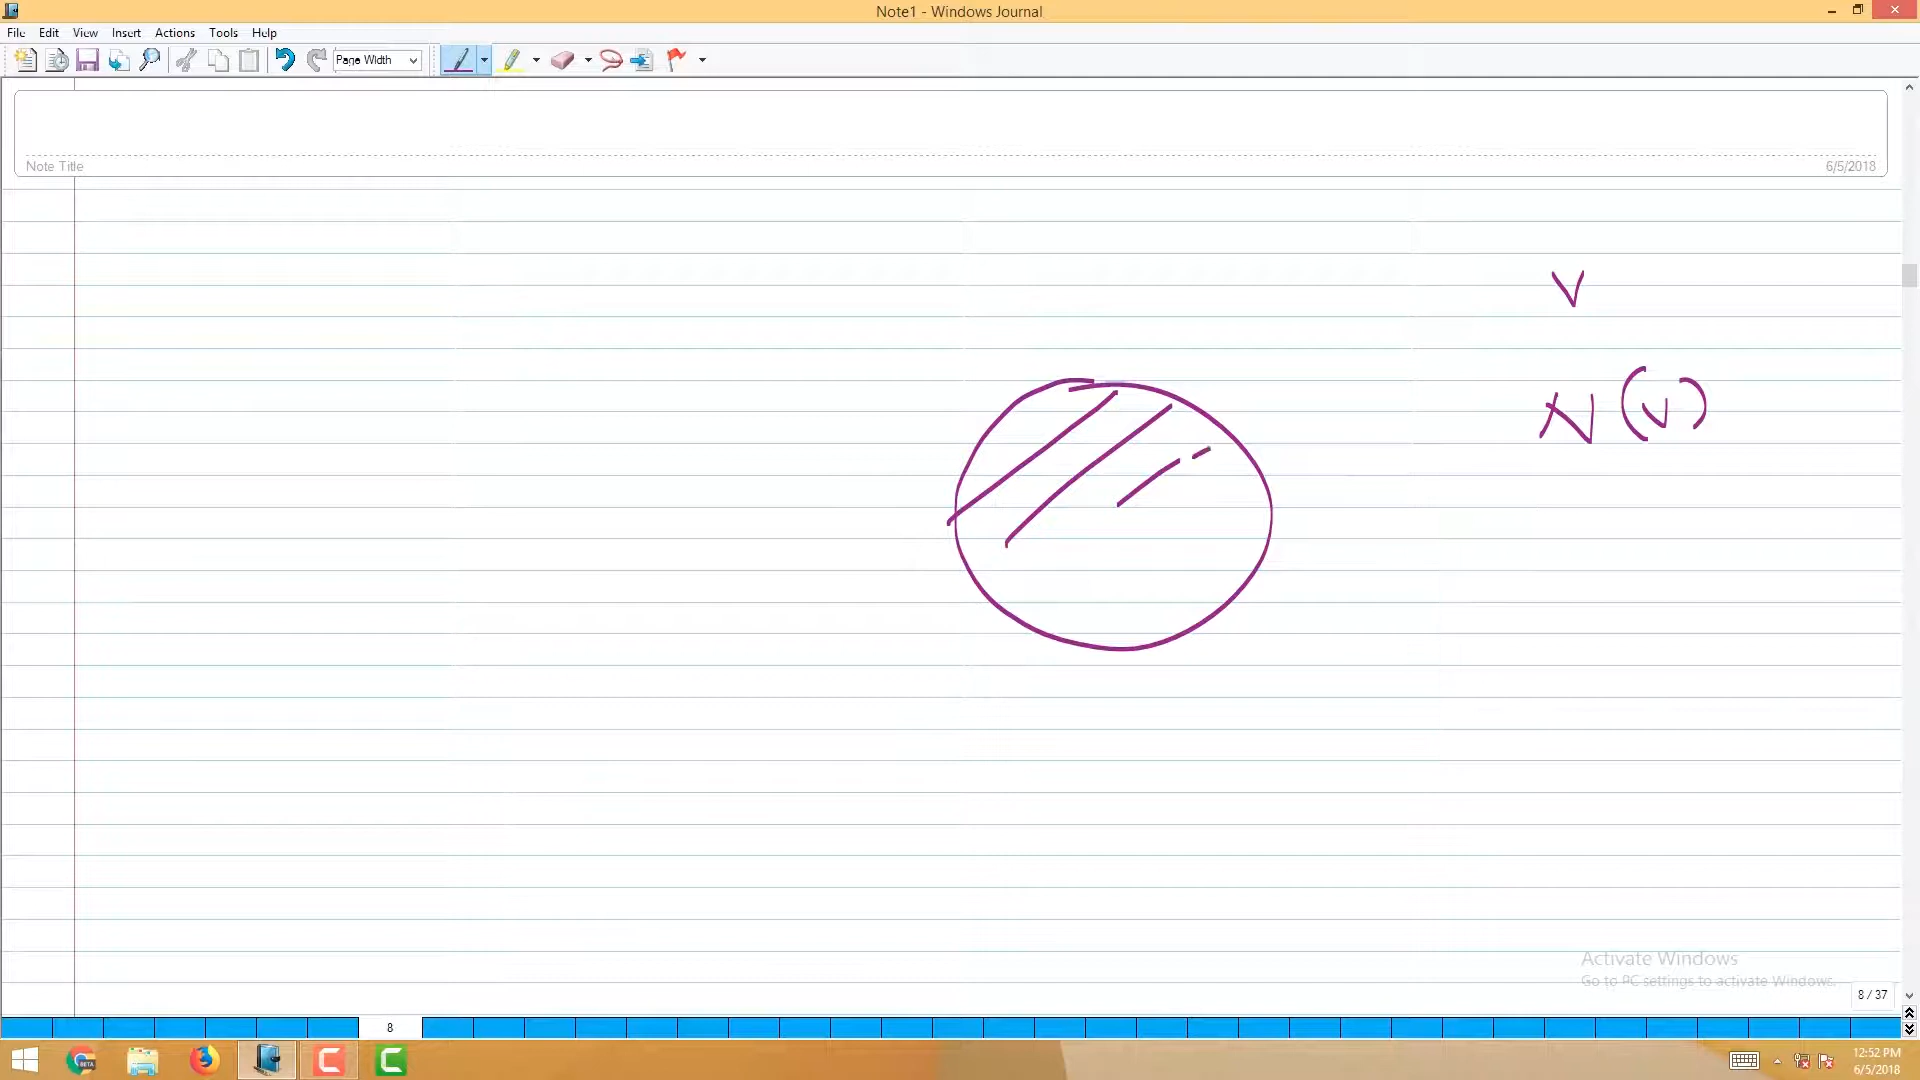 Note1 - Windows Journal
File Edit View Insert Actions Tools Help
Page Width
Note Title
6/5/2018
V
N(v)
Activate Windows
Go to PC settings to activate Windows.
8 / 37
8
BETA
12:52 PM
6/5/2018